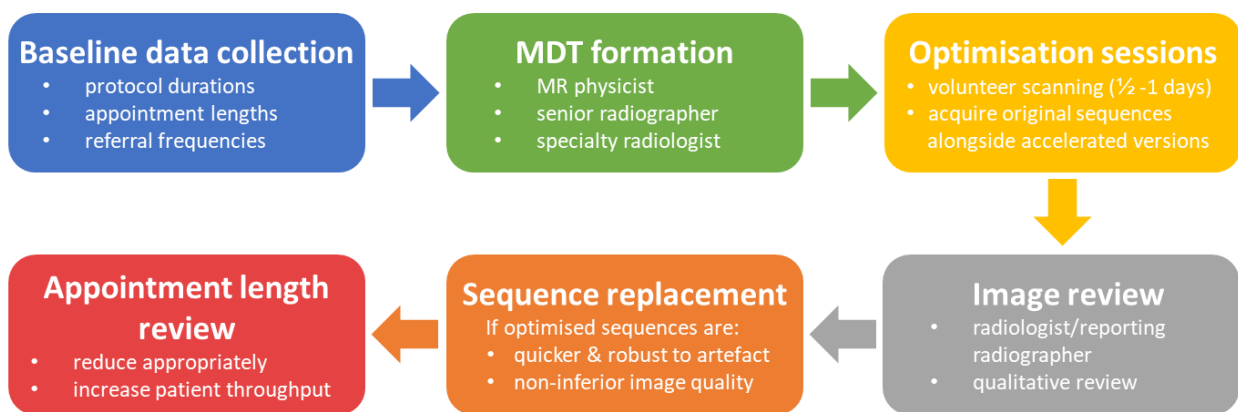 Baseline data collection
• protocol durations
• appointment lengths
• referral frequencies
MDT formation
• MR physicist
• senior radiographer
• specialty radiologist
Optimisation sessions
• volunteer scanning (½ -1 days)
• acquire original sequences
alongside accelerated versions
Image review
• radiologist/reporting
radiographer
• qualitative review
Sequence replacement
If optimised sequences are:
• quicker & robust to artefact
• non-inferior image quality
Appointment length
review
• reduce appropriately
• increase patient throughput